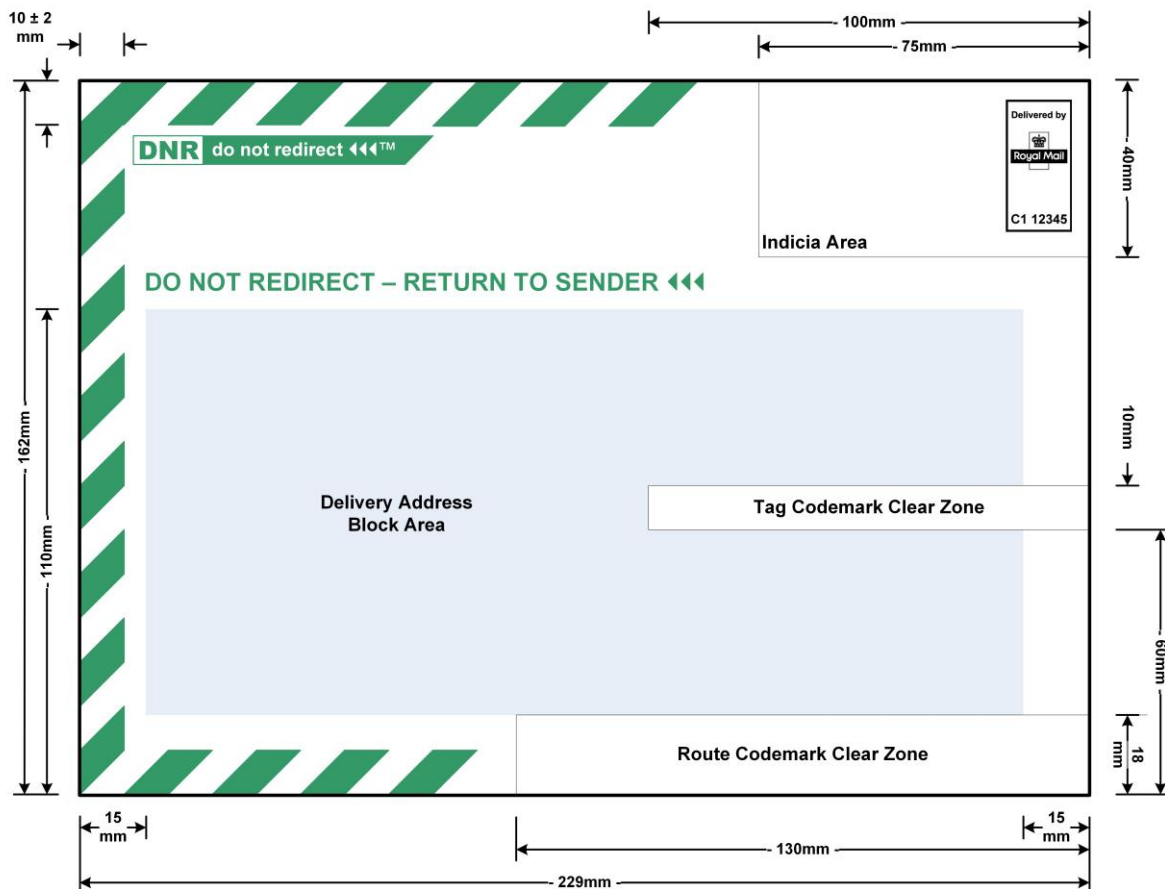 10 ± 2
mm
- 100mm -
- 75mm -
Delivered by
Royal Mail
C1 12345
DNR do not redirect ™
- 40mm -
Indicia Area
DO NOT REDIRECT – RETURN TO SENDER
- 162mm -
- 110mm -
10mm
Delivery Address
Block Area
Tag Codemark Clear Zone
- 60mm -
Route Codemark Clear Zone
18
mm
15
mm
15
mm
- 130mm -
- 229mm -